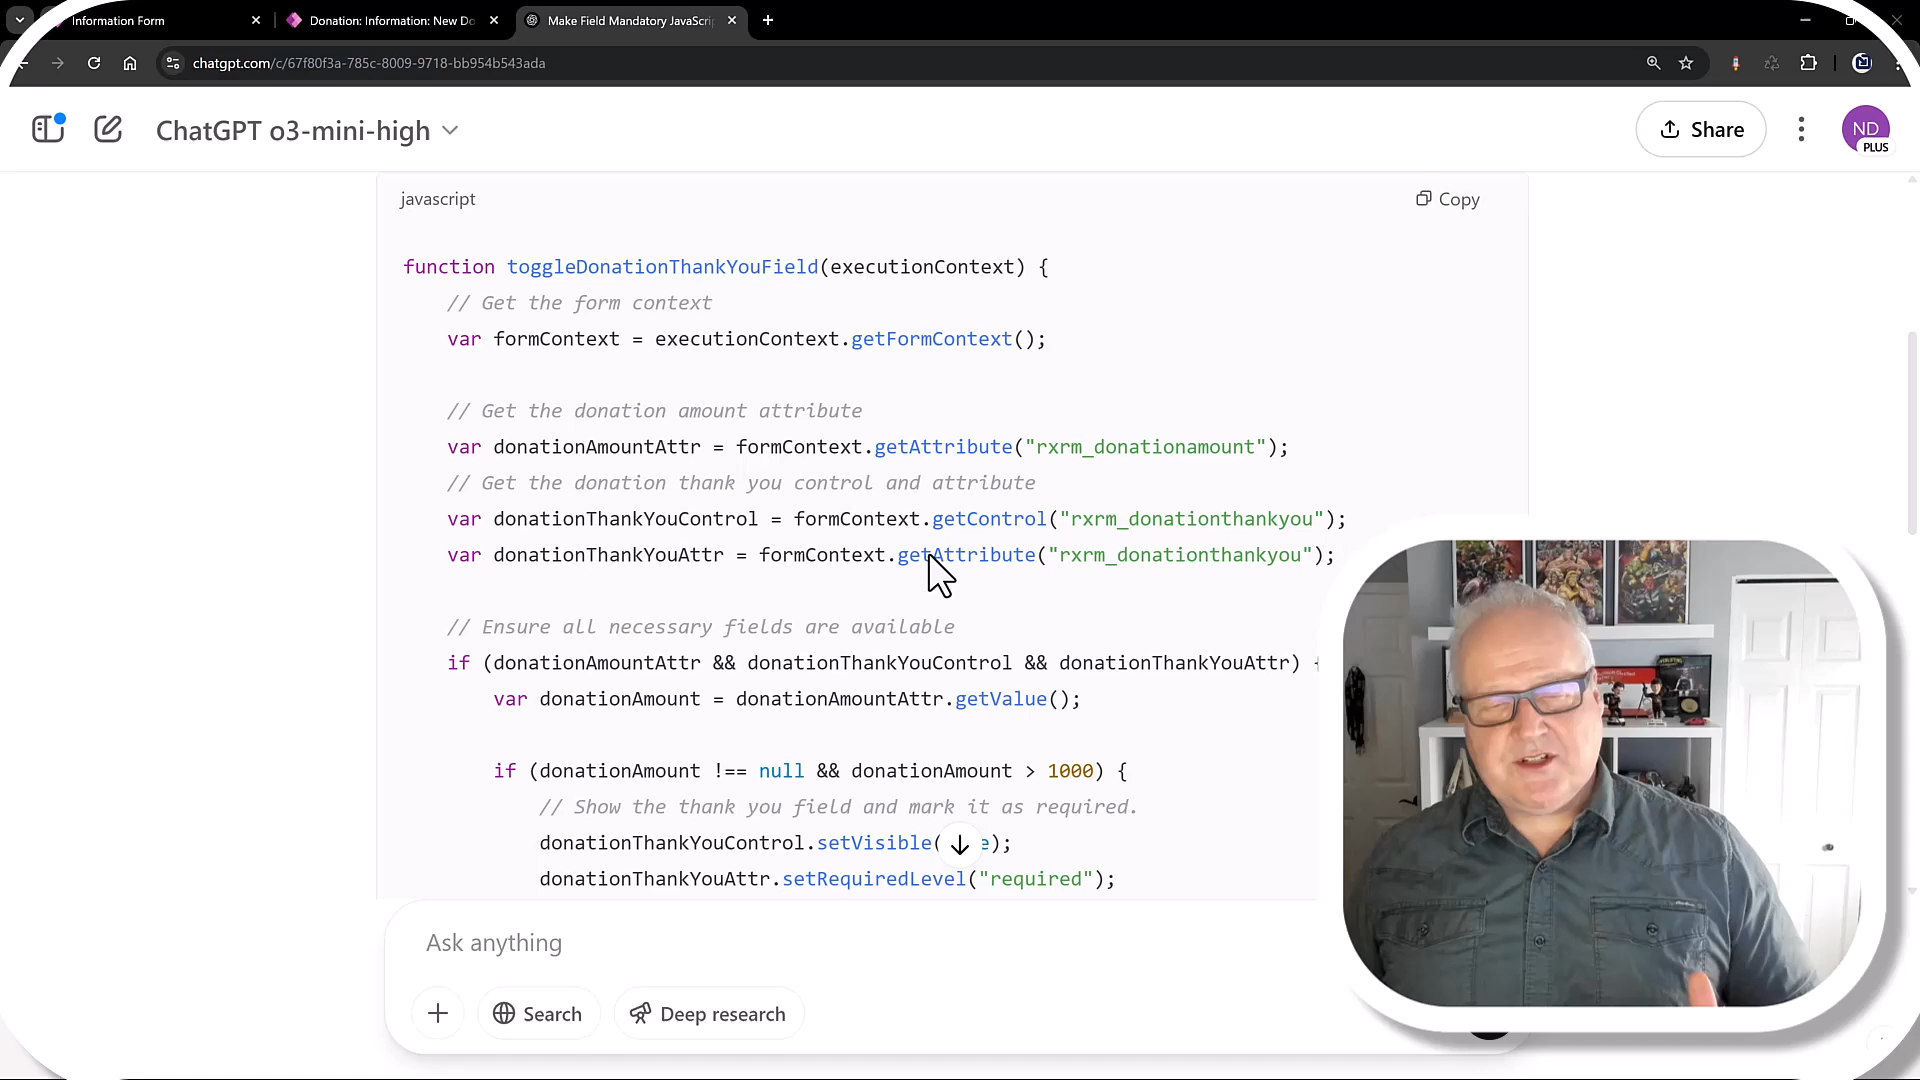 Information Form
Donation: Information: New Do
Make Field Mandatory JavaScri
chatgpt.com/c/67f80f3a-785c-8009-9718-bb954b543ada
ChatGPT o3-mini-high
Share
ND
PLUS
javascript
Copy
function toggleDonationThankYouField(executionContext) {
// Get the form context
var formContext = executionContext.getFormContext();
// Get the donation amount attribute
var donationAmountAttr = formContext.getAttribute("rxrm_donationamount");
// Get the donation thank you control and attribute
var donationThankYouControl = formContext.getControl("rxrm_donationthankyou");
var donationThankYouAttr = formContext.getAttribute("rxrm_donationthankyou");
// Ensure all necessary fields are available
if (donationAmountAttr && donationThankYouControl && donationThankYouAttr) {
var donationAmount = donationAmountAttr.getValue();
if (donationAmount !== null && donationAmount > 1000) {
// Show the thank you field and mark it as required.
donationThankYouControl.setVisible( e);
donationThankYouAttr.setRequiredLevel("required");
Ask anything
Search
Deep research